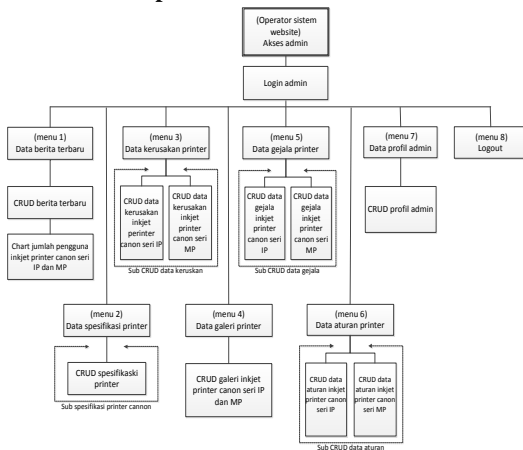 (Operator sistem
website)
Akses admin
Login admin
(menu 1)
Data berita terbaru
CRUD berita terbaru
Chart jumlah pengguna
inkjet printer canon seri
IP dan MP
(menu 3)
Data kerusakan printer
CRUD data
kerusakan
inkjet
perinter
canon seri
IP
CRUD data
kerusakan
inkjet
printer
canon seri
MP
Sub CRUD data keruskan
(menu 5)
Data gejala printer
CRUD data
gejala
inkjet
printer
canon seri
IP
CRUD data
gejala
inkjet
printer
canon seri
MP
Sub CRUD data gejala
(menu 7)
Data profil admin
CRUD profil admin
(menu 8)
Logout
(menu 2)
Data spesifikasi printer
CRUD spesifikaski
printer
Sub spesifikasi printer cannon
(menu 4)
Data galeri printer
CRUD galeri inkjet
printer canon seri IP
dan MP
(menu 6)
Data aturan printer
CRUD data
aturan inkjet
printer canon
seri IP
CRUD data
aturan inkjet
printer canon
seri MP
Sub CRUD data aturan